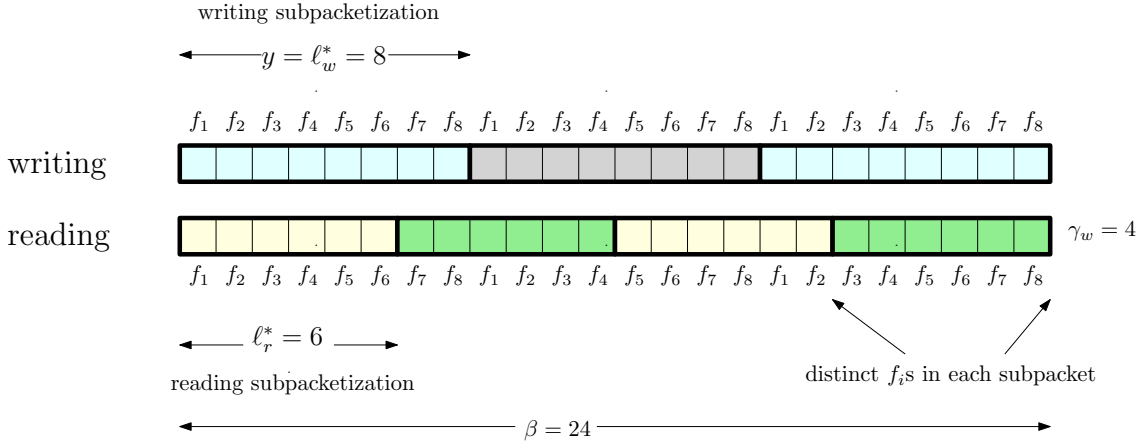 writing subpacketization
y = ℓ*_w = 8
f₁ f₂ f₃ f₄ f₅ f₆ f₇ f₈ f₁ f₂ f₃ f₄ f₅ f₆ f₇ f₈ f₁ f₂ f₃ f₄ f₅ f₆ f₇ f₈
writing
reading
γ_w = 4
f₁ f₂ f₃ f₄ f₅ f₆ f₇ f₈ f₁ f₂ f₃ f₄ f₅ f₆ f₇ f₈ f₁ f₂ f₃ f₄ f₅ f₆ f₇ f₈
ℓ*_r = 6
reading subpacketization
distinct f_is in each subpacket
β = 24